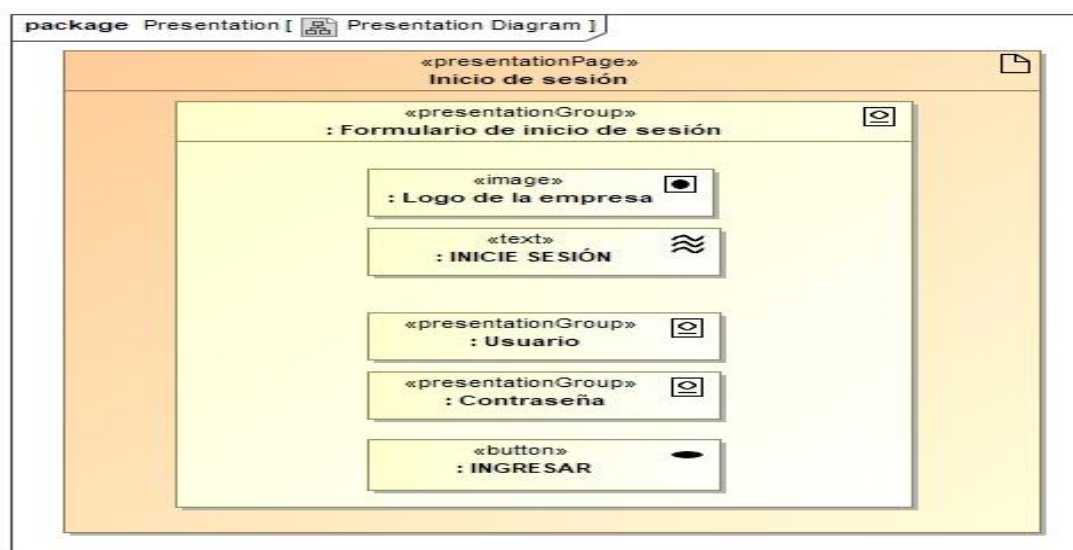 package Presentation [ Presentation Diagram ]
«presentationPage»
Inicio de sesión
«presentationGroup»
: Formulario de inicio de sesión
«image»
: Logo de la empresa
«text»
: INICIE SESIÓN
«presentationGroup»
: Usuario
«presentationGroup»
: Contraseña
«button»
: INGRESAR